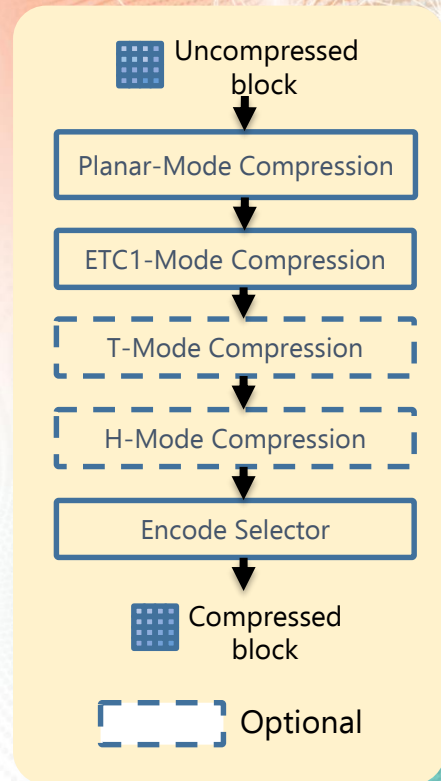 Uncompressed
block
Planar-Mode Compression
ETC1-Mode Compression
T-Mode Compression
H-Mode Compression
Encode Selector
Compressed
block
Optional